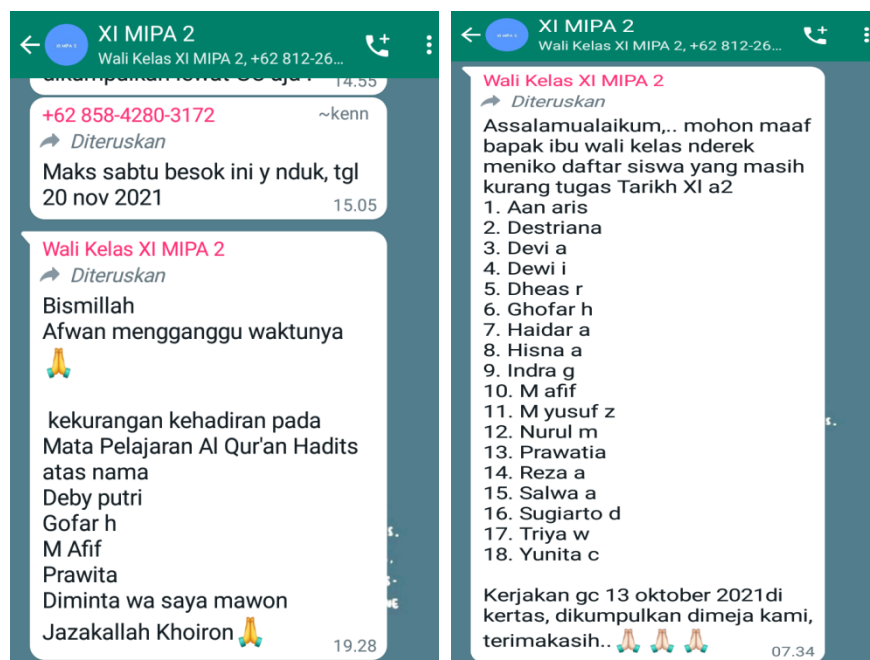 XI MIPA 2
Wali Kelas XI MIPA 2, +62 812-26...
14.55
+62 858-4280-3172 ~kenn
Diteruskan
Maks sabtu besok ini y nduk, tgl
20 nov 2021
15.05
Wali Kelas XI MIPA 2
Diteruskan
Bismillah
Afwan mengganggu waktunya
🙏
kekurangan kehadiran pada
Mata Pelajaran Al Qur'an Hadits
atas nama
Deby putri
Gofar h
M Afif
Prawita
Diminta wa saya mawon
Jazakallah Khoiron🙏
19.28
XI MIPA 2
Wali Kelas XI MIPA 2, +62 812-26...
Wali Kelas XI MIPA 2
Diteruskan
Assalamualaikum,.. mohon maaf
bapak ibu wali kelas nderek
meniko daftar siswa yang masih
kurang tugas Tarikh XI a2
1. Aan aris
2. Destriana
3. Devi a
4. Dewi i
5. Dheas r
6. Ghofar h
7. Haidar a
8. Hisna a
9. Indra g
10. M afif
11. M yusuf z
12. Nurul m
13. Prawatia
14. Reza a
15. Salwa a
16. Sugiarto d
17. Triya w
18. Yunita c
Kerjakan gc 13 oktober 2021di
kertas, dikumpulkan dimeja kami,
terimakasih.. 🙏🏻 🙏🏻 🙏🏻
07.34